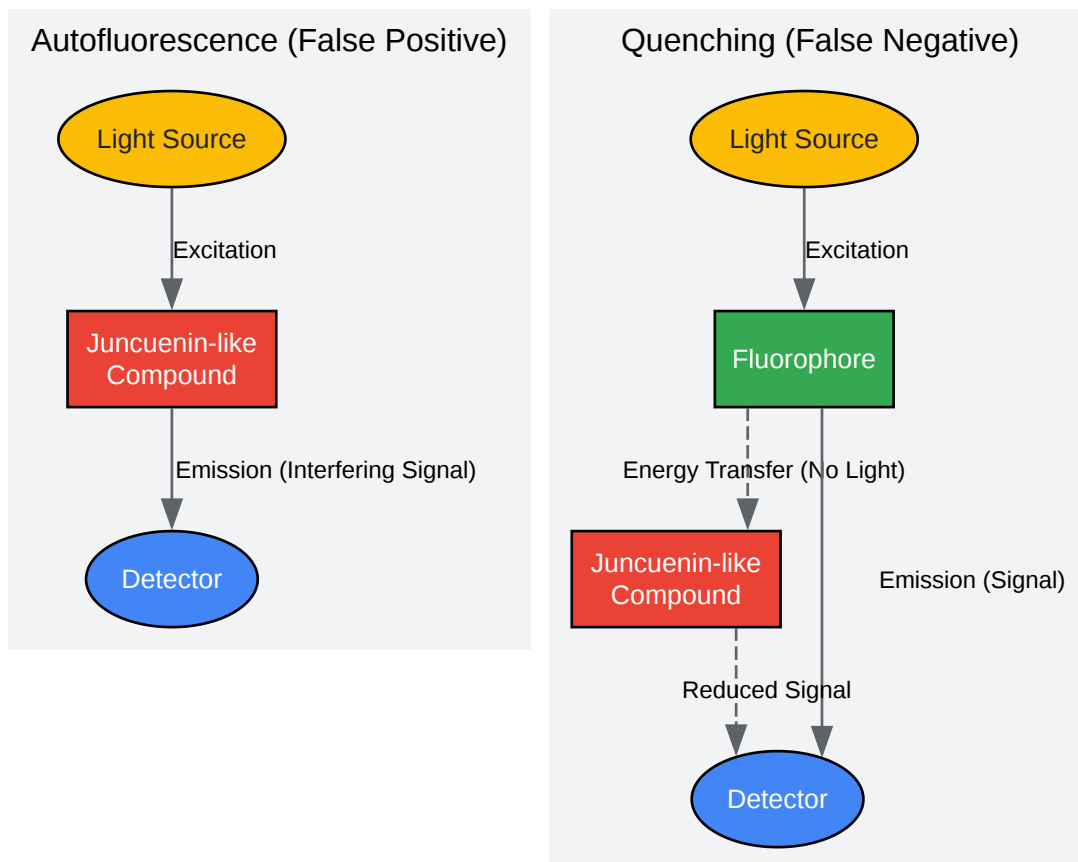 Autofluorescence (False Positive)
Light Source
Excitation
Juncuenin-like
Compound
Emission (Interfering Signal)
Detector
Quenching (False Negative)
Light Source
Excitation
Fluorophore
Energy Transfer (No Light)
Juncuenin-like
Compound
Emission (Signal)
Reduced Signal
Detector